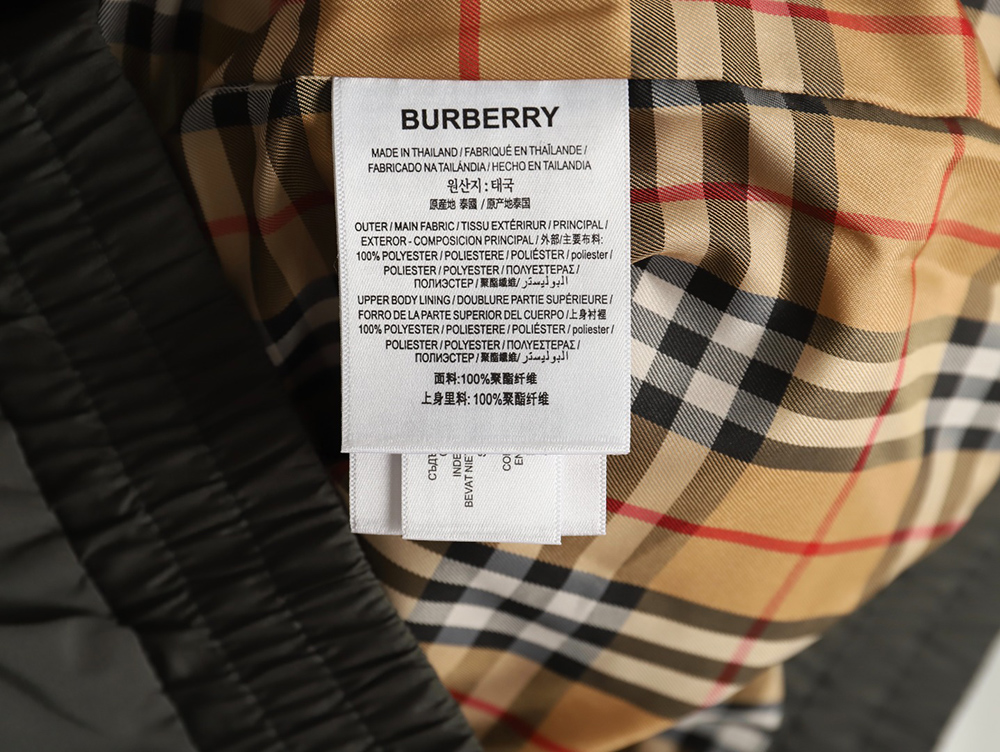 BURBERRY
MADE IN THAILAND / FABRIQUÉ EN THAÏLANDE /
FABRICADO NA TAILÂNDIA / HECHO EN TAILANDIA
원산지 : 태국
原産地 泰國 / 原产地泰国
OUTER / MAIN FABRIC / TISSU EXTÉRIRUR / PRINCIPAL /
EXTEROR - COMPOSICION PRINCIPAL / 外部/主要布料:
100% POLYESTER / POLIESTERE / POLIÉSTER / poliester /
POLIESTER / POLYESTER / ΠΟΛΥΕΣΤΕΡΑΣ /
ПОЛИЭСТЕР / 聚酯纖維/ البوليستر
UPPER BODY LINING / DOUBLURE PARTIE SUPÉRIEURE /
FORRO DE LA PARTE SUPERIOR DEL CUERPO /上身衬裡
100% POLYESTER / POLIESTERE / POLIÉSTER / poliester /
POLIESTER / POLYESTER / ΠΟΛΥΕΣΤΕΡΑΣ /
ПОЛИЭСТЕР / 聚酯纖維/ البوليستر
面料:100%聚酯纤维
上身里料: 100%聚酯纤维
СЪДЪ
INDE
BEVAT NIE
CO
EN